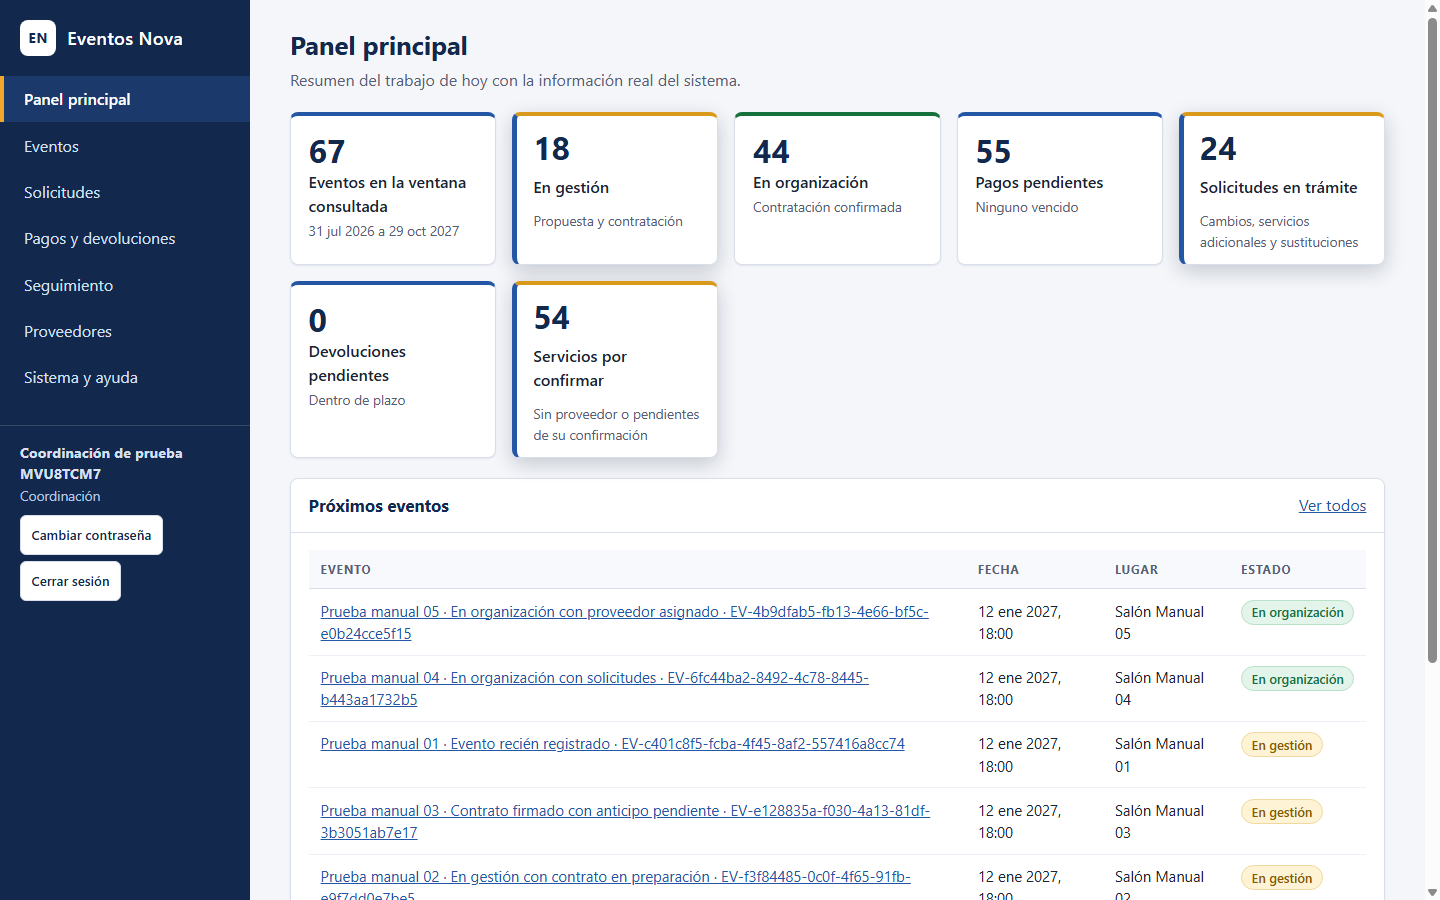 EN Eventos Nova
Panel principal
Eventos
Solicitudes
Pagos y devoluciones
Seguimiento
Proveedores
Sistema y ayuda
Coordinación de prueba
MVU8TCM7
Coordinación
Cambiar contraseña
Cerrar sesión
Panel principal
Resumen del trabajo de hoy con la información real del sistema.
67
Eventos en la ventana
consultada
31 jul 2026 a 29 oct 2027
18
En gestión
Propuesta y contratación
44
En organización
Contratación confirmada
55
Pagos pendientes
Ninguno vencido
24
Solicitudes en trámite
Cambios, servicios
adicionales y sustituciones
0
Devoluciones
pendientes
Dentro de plazo
54
Servicios por
confirmar
Sin proveedor o pendientes
de su confirmación
Próximos eventos
Ver todos
EVENTO FECHA LUGAR ESTADO
Prueba manual 05 · En organización con proveedor asignado · EV-4b9dfab5-fb13-4e66-bf5c-
e0b24cce5f15
12 ene 2027,
18:00
Salón Manual
05
En organización
Prueba manual 04 · En organización con solicitudes · EV-6fc44ba2-8492-4c78-8445-
b443aa1732b5
12 ene 2027,
18:00
Salón Manual
04
En organización
Prueba manual 01 · Evento recién registrado · EV-c401c8f5-fcba-4f45-8af2-557416a8cc74
12 ene 2027,
18:00
Salón Manual
01
En gestión
Prueba manual 03 · Contrato firmado con anticipo pendiente · EV-e128835a-f030-4a13-81df-
3b3051ab7e17
12 ene 2027,
18:00
Salón Manual
03
En gestión
Prueba manual 02 · En gestión con contrato en preparación · EV-f3f84485-0c0f-4f65-91fb-
e9f7dd0e7be5
12 ene 2027,
18:00
Salón Manual
02
En gestión